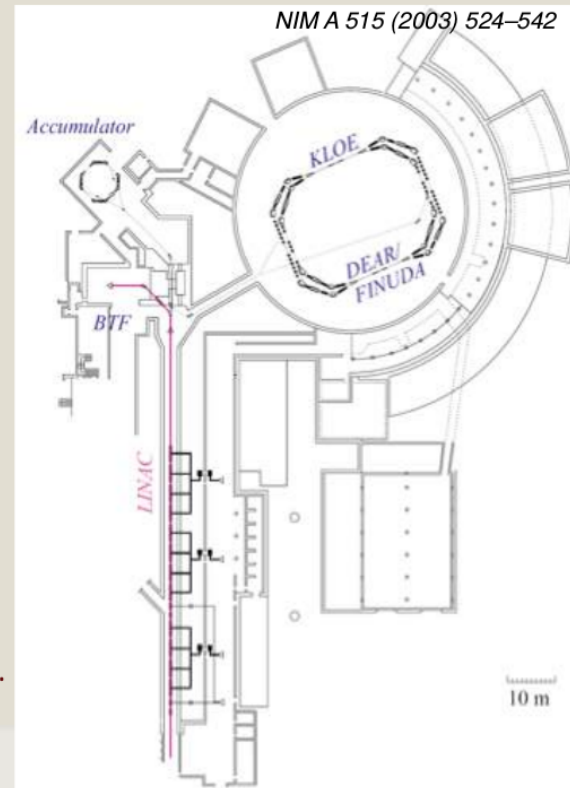 NIM A 515 (2003) 524–542
Accumulator
KLOE
DEAR/
FINUDA
BTF
LINAC
10 m